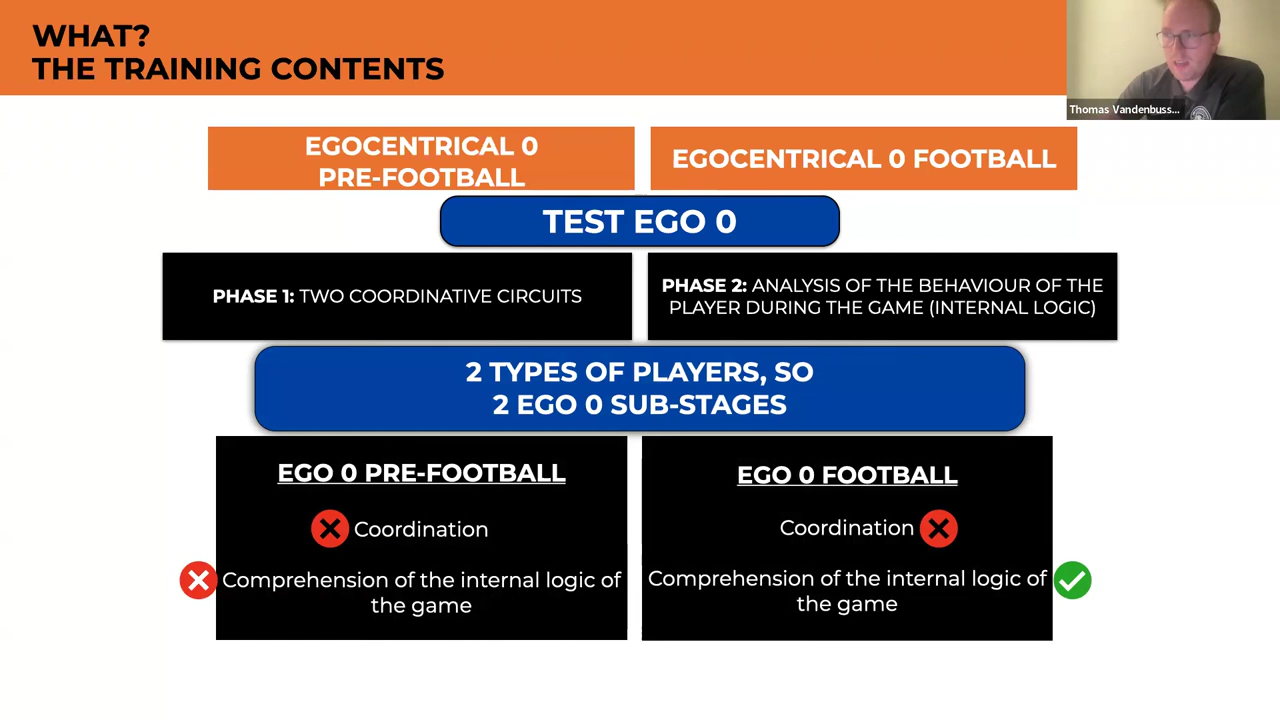 WHAT?
THE TRAINING CONTENTS
Thomas Vandenbuss...
EGOCENTRICAL 0
PRE-FOOTBALL
EGOCENTRICAL 0 FOOTBALL
TEST EGO 0
PHASE 1: TWO COORDINATIVE CIRCUITS
PHASE 2: ANALYSIS OF THE BEHAVIOUR OF THE
PLAYER DURING THE GAME (INTERNAL LOGIC)
2 TYPES OF PLAYERS, SO
2 EGO 0 SUB-STAGES
EGO 0 PRE-FOOTBALL
Coordination
Comprehension of the internal logic of
the game
EGO 0 FOOTBALL
Coordination
Comprehension of the internal logic of
the game